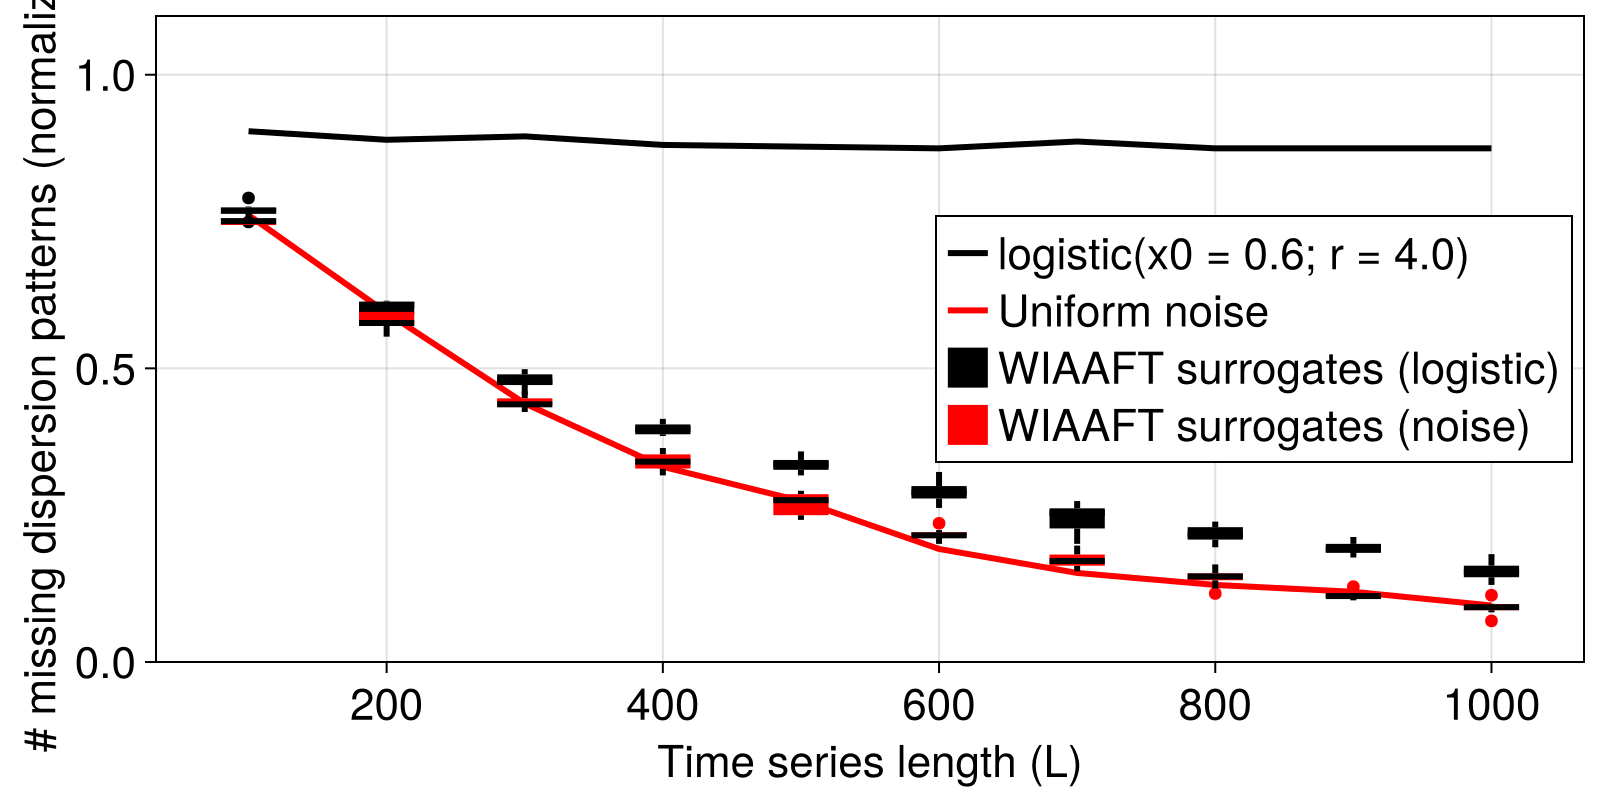 # missing dispersion patterns (normaliz
1.0
0.5
0.0
logistic(x0 = 0.6; r = 4.0)
Uniform noise
WIAAFT surrogates (logistic)
WIAAFT surrogates (noise)
200
400
600
800
1000
Time series length (L)